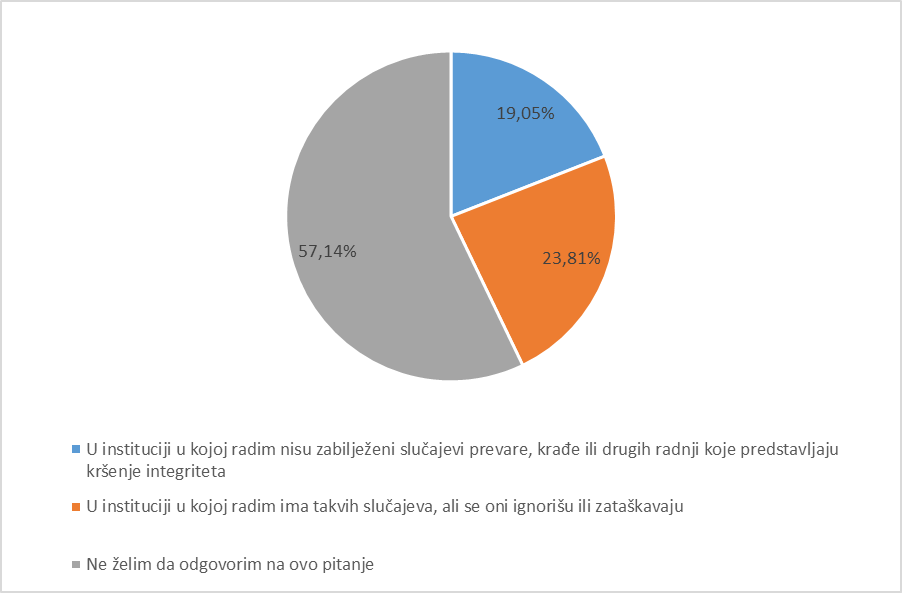 19,05%
23,81%
57,14%
U instituciji u kojoj radim nisu zabilježeni slučajevi prevare, krađe ili drugih radnji koje predstavljaju
kršenje integriteta
U instituciji u kojoj radim ima takvih slučajeva, ali se oni ignorišu ili zataškavaju
Ne želim da odgovorim na ovo pitanje